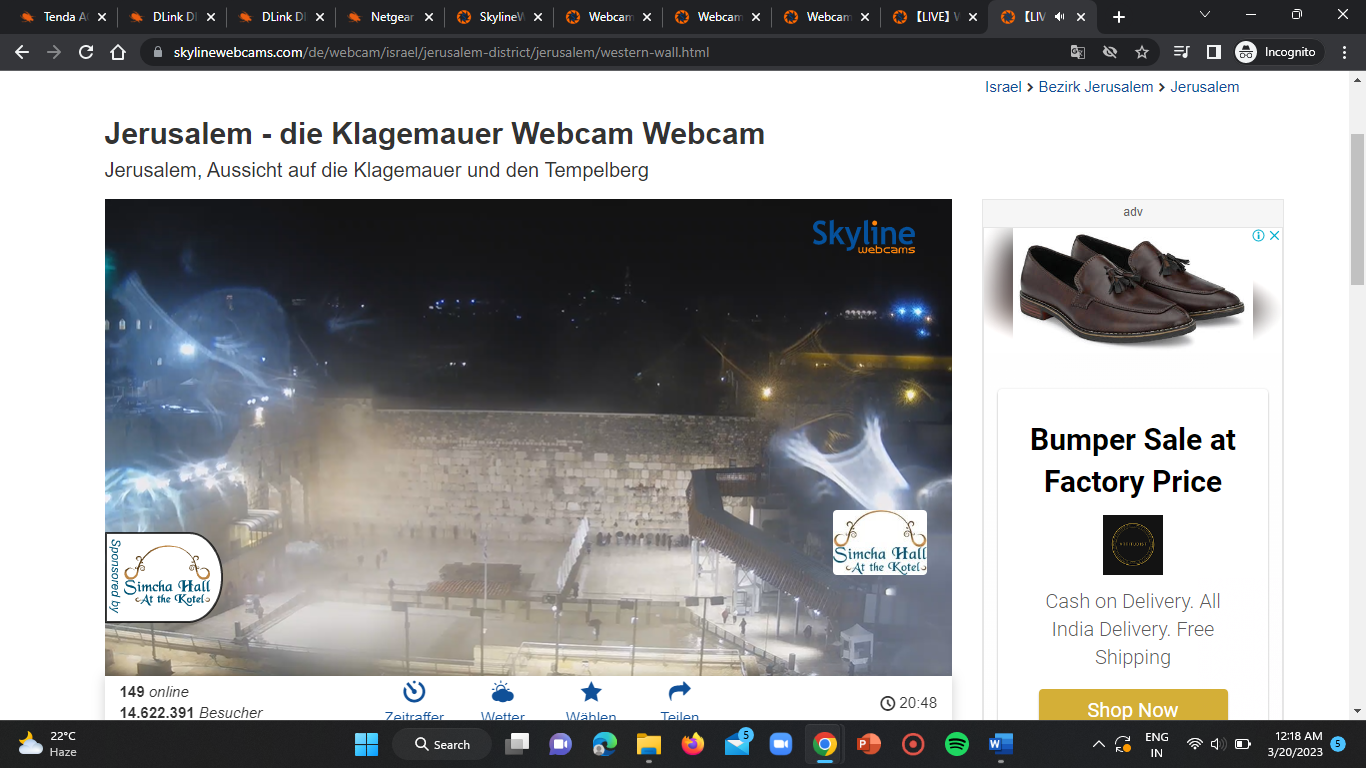 Tenda A
DLink D
DLink D
Netgear
SkylineW
Webcam
Webcam
Webcam
【LIVE】 W
【LIV
skylinewebcams.com/de/webcam/israel/jerusalem-district/jerusalem/western-wall.html
Incognito
Israel > Bezirk Jerusalem > Jerusalem
Jerusalem - die Klagemauer Webcam Webcam
Jerusalem, Aussicht auf die Klagemauer und den Tempelberg
Skyline
webcams
Sponsored by
Simcha Hall
At the Kotel
Simcha Hall
At the Kotel
149 online
14.622.391 Besucher
Zeitraffer
Wetter
Wählen
Teilen
20:48
adv
Bumper Sale at
Factory Price
Cash on Delivery. All
India Delivery. Free
Shipping
Shop Now
22°C
Haze
Search
5
ENG
IN
12:18 AM
3/20/2023
5